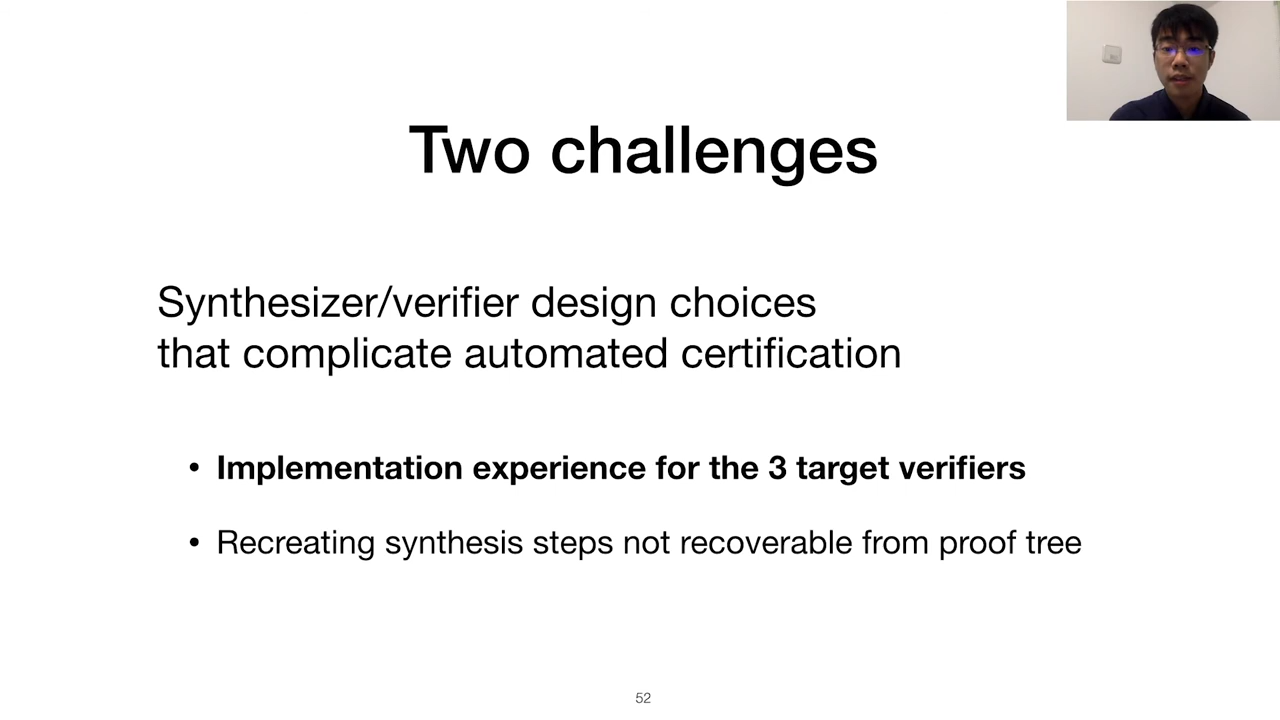 Two challenges
Synthesizer/verifier design choices
that complicate automated certification
• Implementation experience for the 3 target verifiers
• Recreating synthesis steps not recoverable from proof tree
52